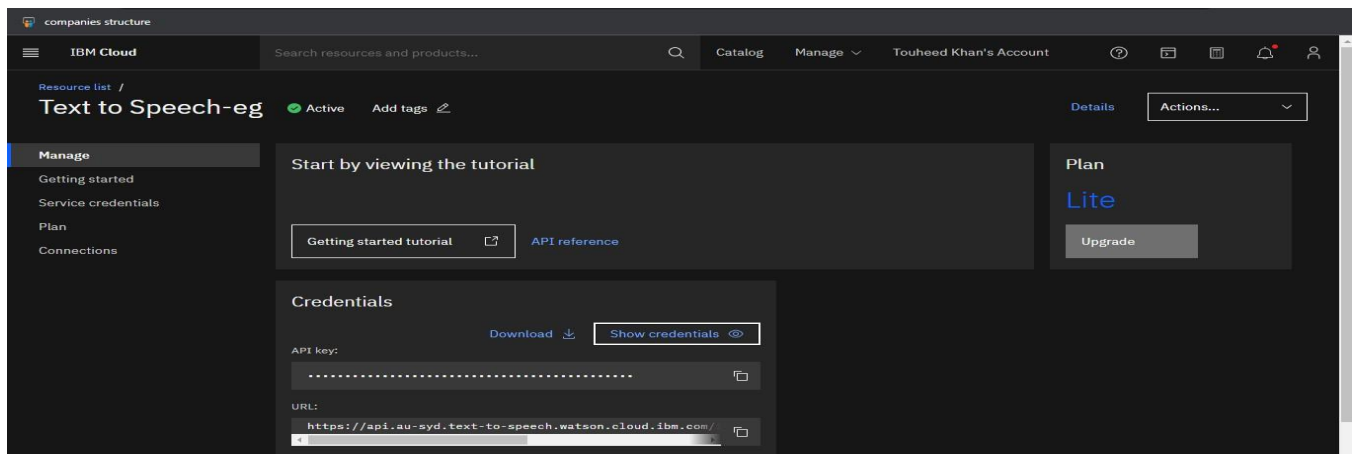 companies structure
IBM Cloud Search resources and products... Catalog Manage Touheed Khan's Account
Resource list /
Text to Speech-eg Active Add tags Details Actions...
Manage
Getting started
Service credentials
Plan
Connections
Start by viewing the tutorial
Getting started tutorial API reference
Plan
Lite
Upgrade
Credentials
Download Show credentials
API key:
............................................
URL:
https://api.au-syd.text-to-speech.watson.cloud.ibm.com/